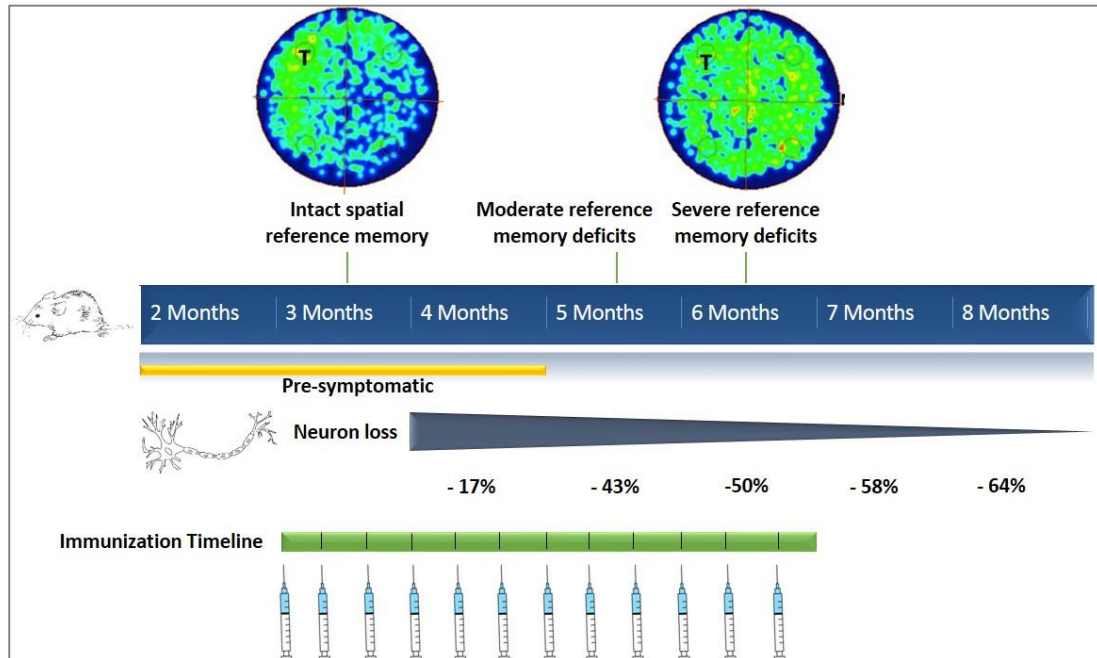 T
T
Intact spatial
reference memory
Moderate reference
memory deficits
Severe reference
memory deficits
2 Months
3 Months
4 Months
5 Months
6 Months
7 Months
8 Months
Pre-symptomatic
Neuron loss
- 17%
- 43%
-50%
- 58%
- 64%
Immunization Timeline